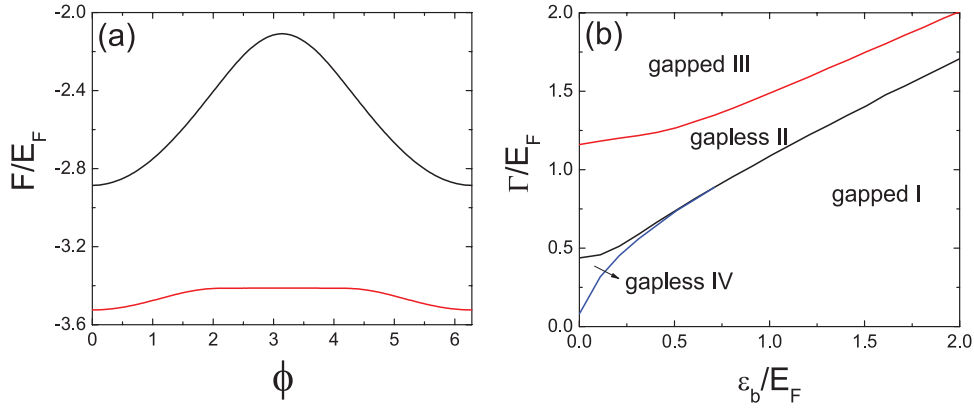 (a)
F/E_F
-2.0
-2.4
-2.8
-3.2
-3.6
0 1 2 3 4 5 6
ϕ
(b)
Γ/E_F
2.0
1.5
1.0
0.5
0.0
gapped III
gapless II
gapped I
gapless IV
0.0 0.5 1.0 1.5 2.0
ε_b/E_F